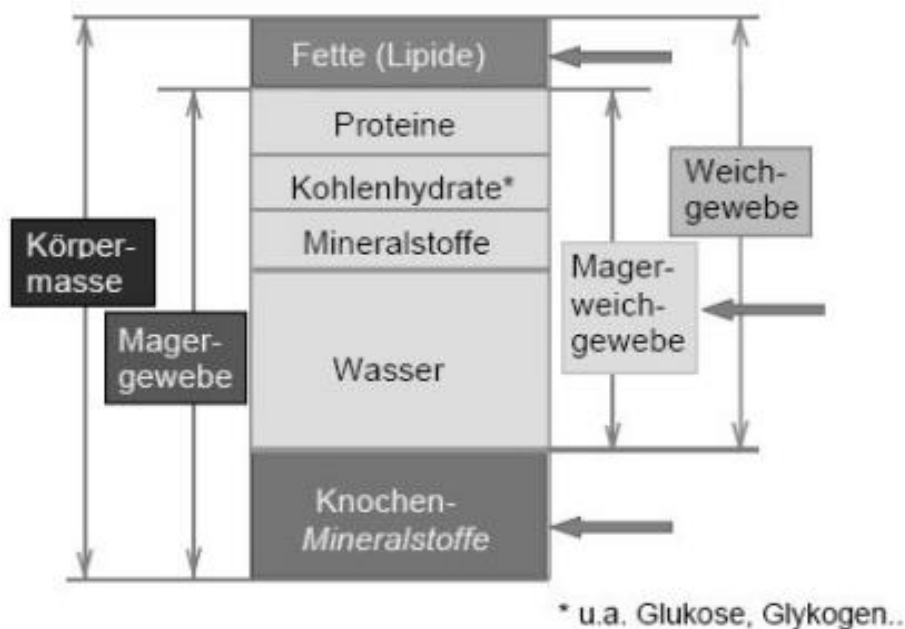 Fette (Lipide)
Proteine
Kohlenhydrate*
Mineralstoffe
Wasser
Knochen-
Mineralstoffe
Körper-
masse
Mager-
gewebe
Mager-
weich-
gewebe
Weich-
gewebe
* u.a. Glukose, Glykogen..